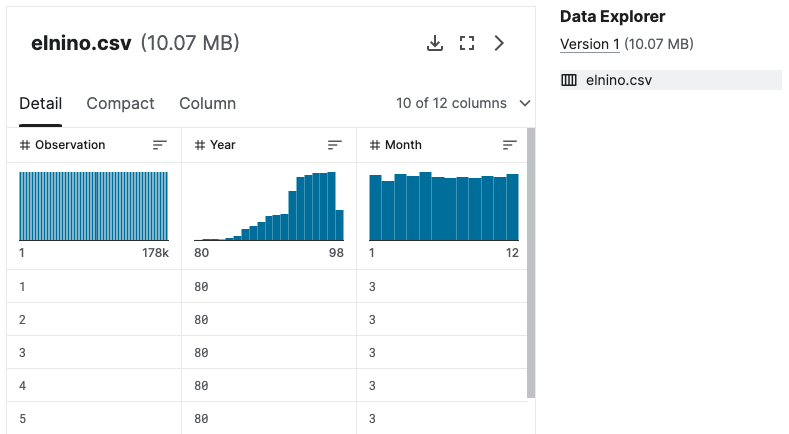 elnino.csv (10.07 MB)
Detail Compact Column 10 of 12 columns
# Observation # Year # Month
1 178k 80 98 1 12
1 80 3
2 80 3
3 80 3
4 80 3
5 80 3
Data Explorer
Version 1 (10.07 MB)
elnino.csv